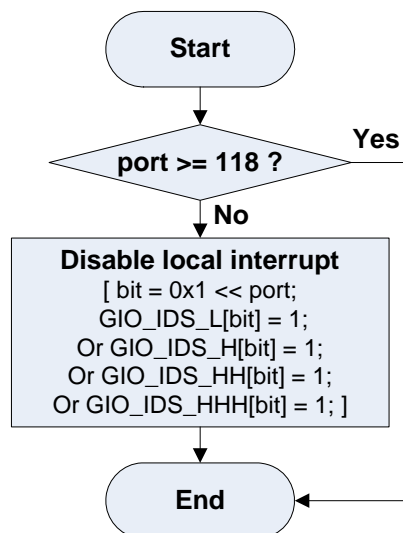 Start
port >= 118 ?
Yes
No
Disable local interrupt
[ bit = 0x1 << port;
GIO_IDS_L[bit] = 1;
Or GIO_IDS_H[bit] = 1;
Or GIO_IDS_HH[bit] = 1;
Or GIO_IDS_HHH[bit] = 1; ]
End